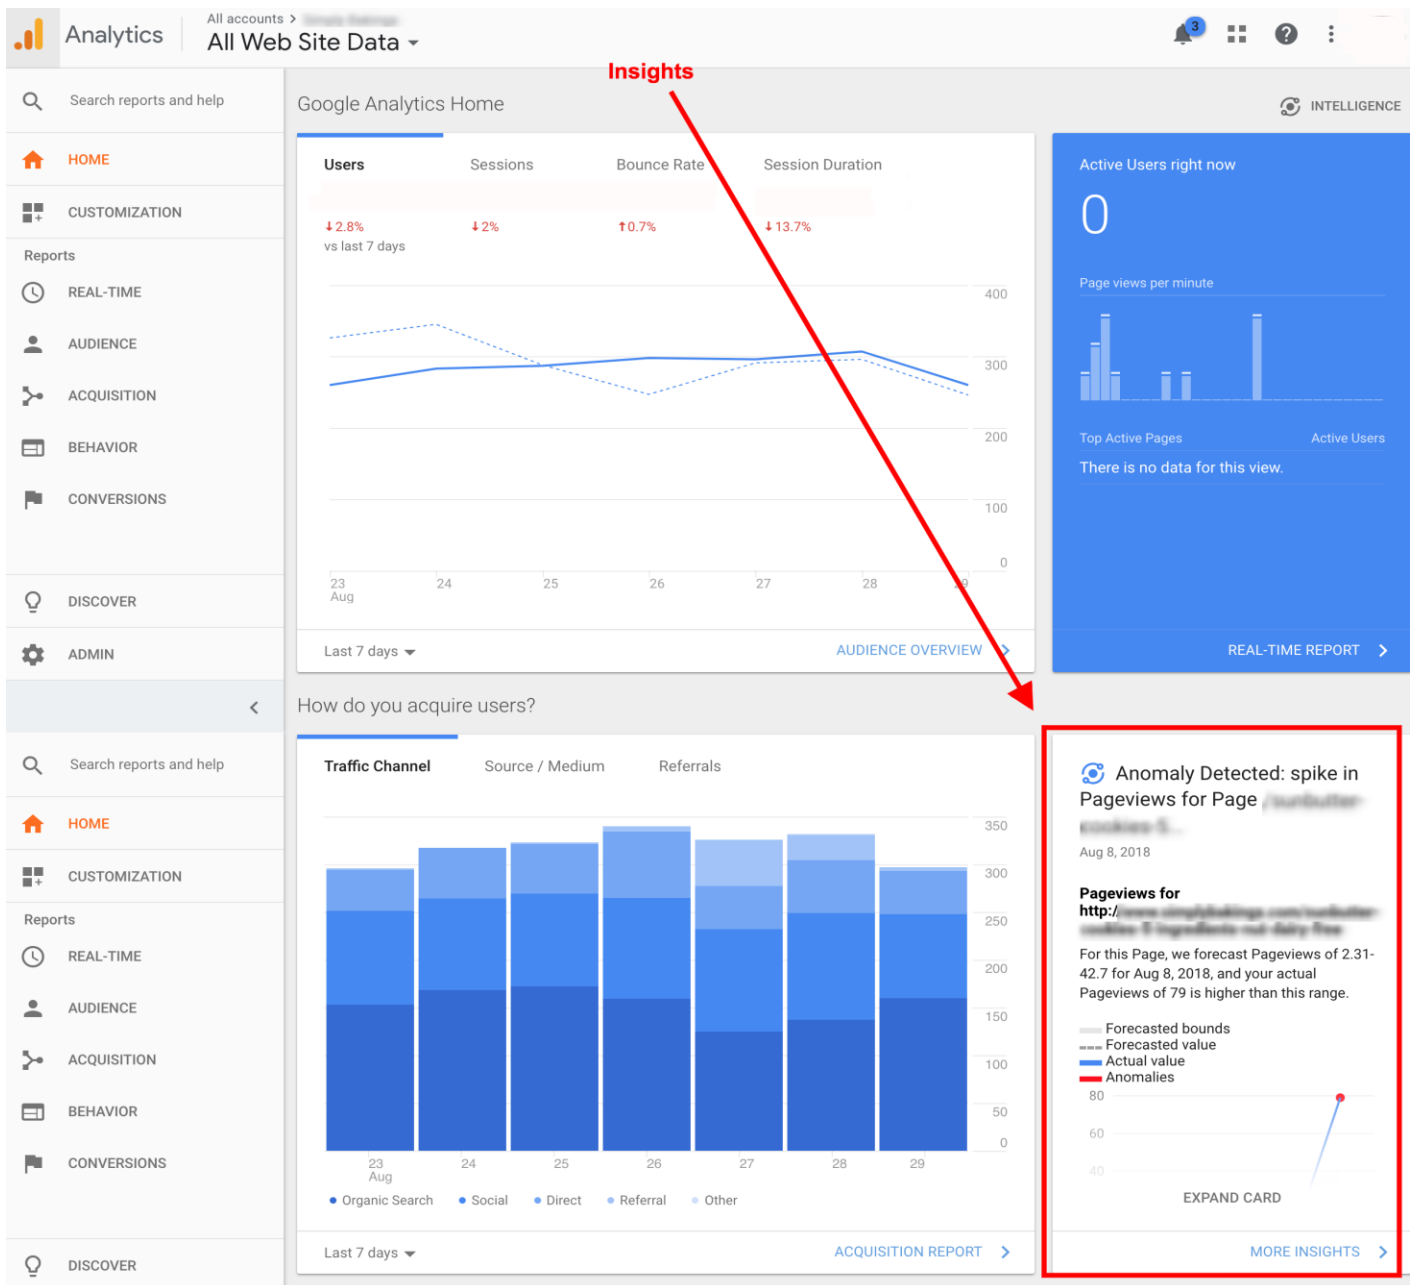 All accounts >
Analytics
All Web Site Data
3
Insights
Search reports and help
HOME
CUSTOMIZATION
Reports
REAL-TIME
AUDIENCE
ACQUISITION
BEHAVIOR
CONVERSIONS
DISCOVER
ADMIN
Google Analytics Home
INTELLIGENCE
Users Sessions Bounce Rate Session Duration
↓2.8% ↓2% ↑0.7% ↓13.7%
vs last 7 days
400
300
200
100
0
23 24 25 26 27 28 29
Aug
Last 7 days
AUDIENCE OVERVIEW >
Active Users right now
0
Page views per minute
Top Active Pages Active Users
There is no data for this view.
REAL-TIME REPORT >
<
Search reports and help
HOME
CUSTOMIZATION
Reports
REAL-TIME
AUDIENCE
ACQUISITION
BEHAVIOR
CONVERSIONS
DISCOVER
How do you acquire users?
Traffic Channel Source / Medium Referrals
350
300
250
200
150
100
50
0
23 24 25 26 27 28 29
Aug
Organic Search Social Direct Referral Other
Last 7 days
ACQUISITION REPORT >
Anomaly Detected: spike in
Pageviews for Page
Aug 8, 2018
Pageviews for
http:/
For this Page, we forecast Pageviews of 2.31-
42.7 for Aug 8, 2018, and your actual
Pageviews of 79 is higher than this range.
Forecasted bounds
Forecasted value
Actual value
Anomalies
80
60
40
EXPAND CARD
MORE INSIGHTS >